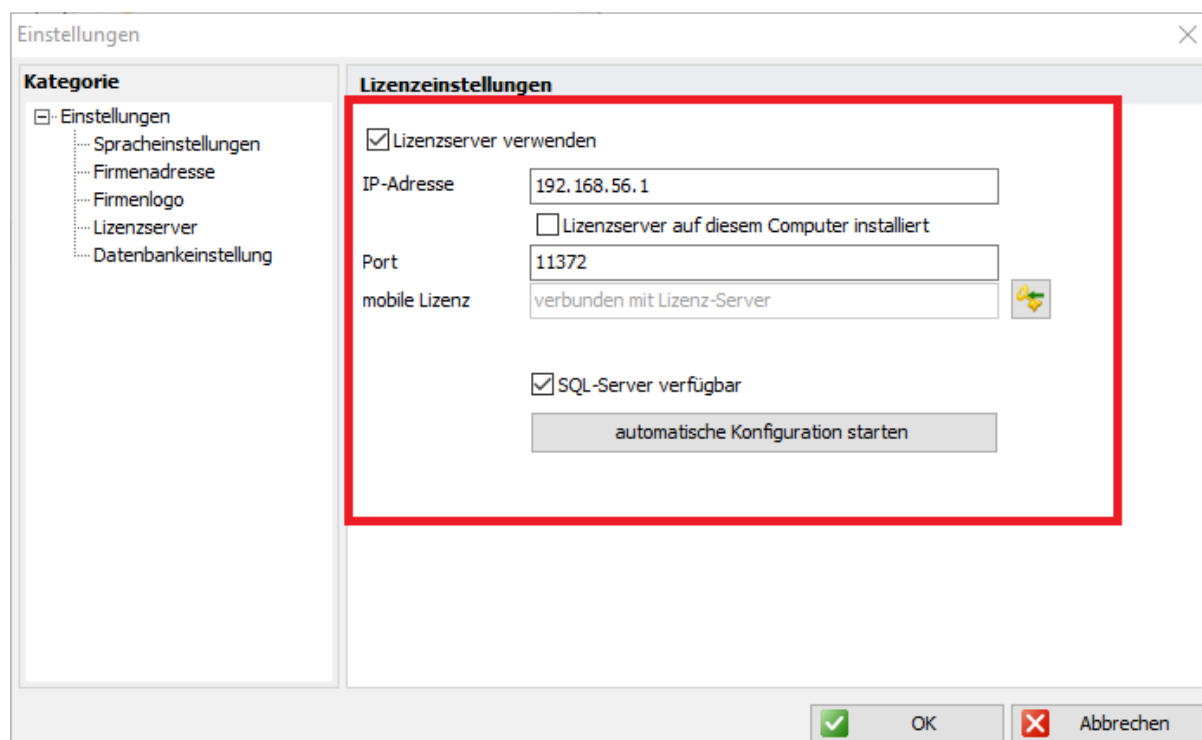 Einstellungen
Kategorie
Einstellungen
Spracheinstellungen
Firmenadresse
Firmenlogo
Lizenzserver
Datenbankeinstellung
Lizenzeinstellungen
Lizenzserver verwenden
IP-Adresse 192.168.56.1
Lizenzserver auf diesem Computer installiert
Port 11372
mobile Lizenz verbunden mit Lizenz-Server
SQL-Server verfügbar
automatische Konfiguration starten
OK Abbrechen